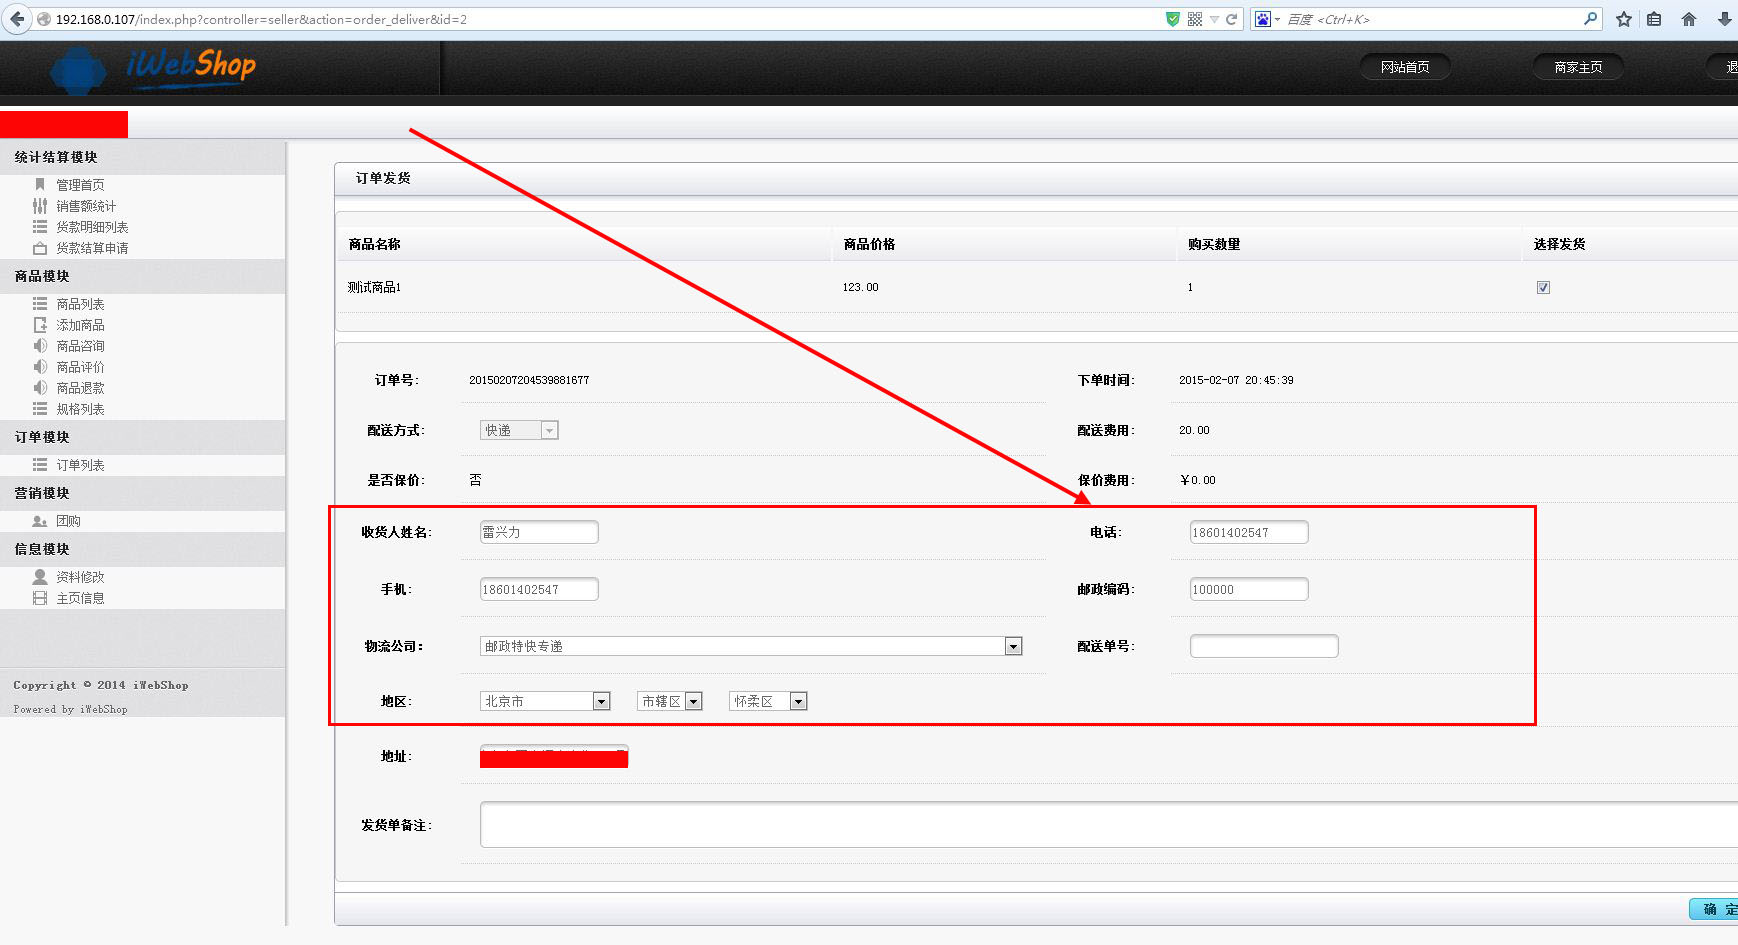 192.168.0.107/index.php?controller=seller&action=order_deliver&id=2
百度 <Ctrl+K>
iWebShop
网站首页
商家主页
退
统计结算模块
管理首页
销售额统计
货款明细列表
货款结算申请
商品模块
商品列表
添加商品
商品咨询
商品评价
商品退款
规格列表
订单模块
订单列表
营销模块
团购
信息模块
资料修改
主页信息
Copyright © 2014 iWebShop
Powered by iWebShop
订单发货
商品名称 商品价格 购买数量 选择发货
测试商品1 123.00 1
订单号: 20150207204539881677 下单时间: 2015-02-07 20:45:39
配送方式: 快递 配送费用: 20.00
是否保价: 否 保价费用: ￥0.00
收货人姓名: 雷兴力 电话: 18601402547
手机: 18601402547 邮政编码: 100000
物流公司: 邮政特快专递 配送单号:
地区: 北京市 市辖区 怀柔区
地址:
发货单备注:
确 定